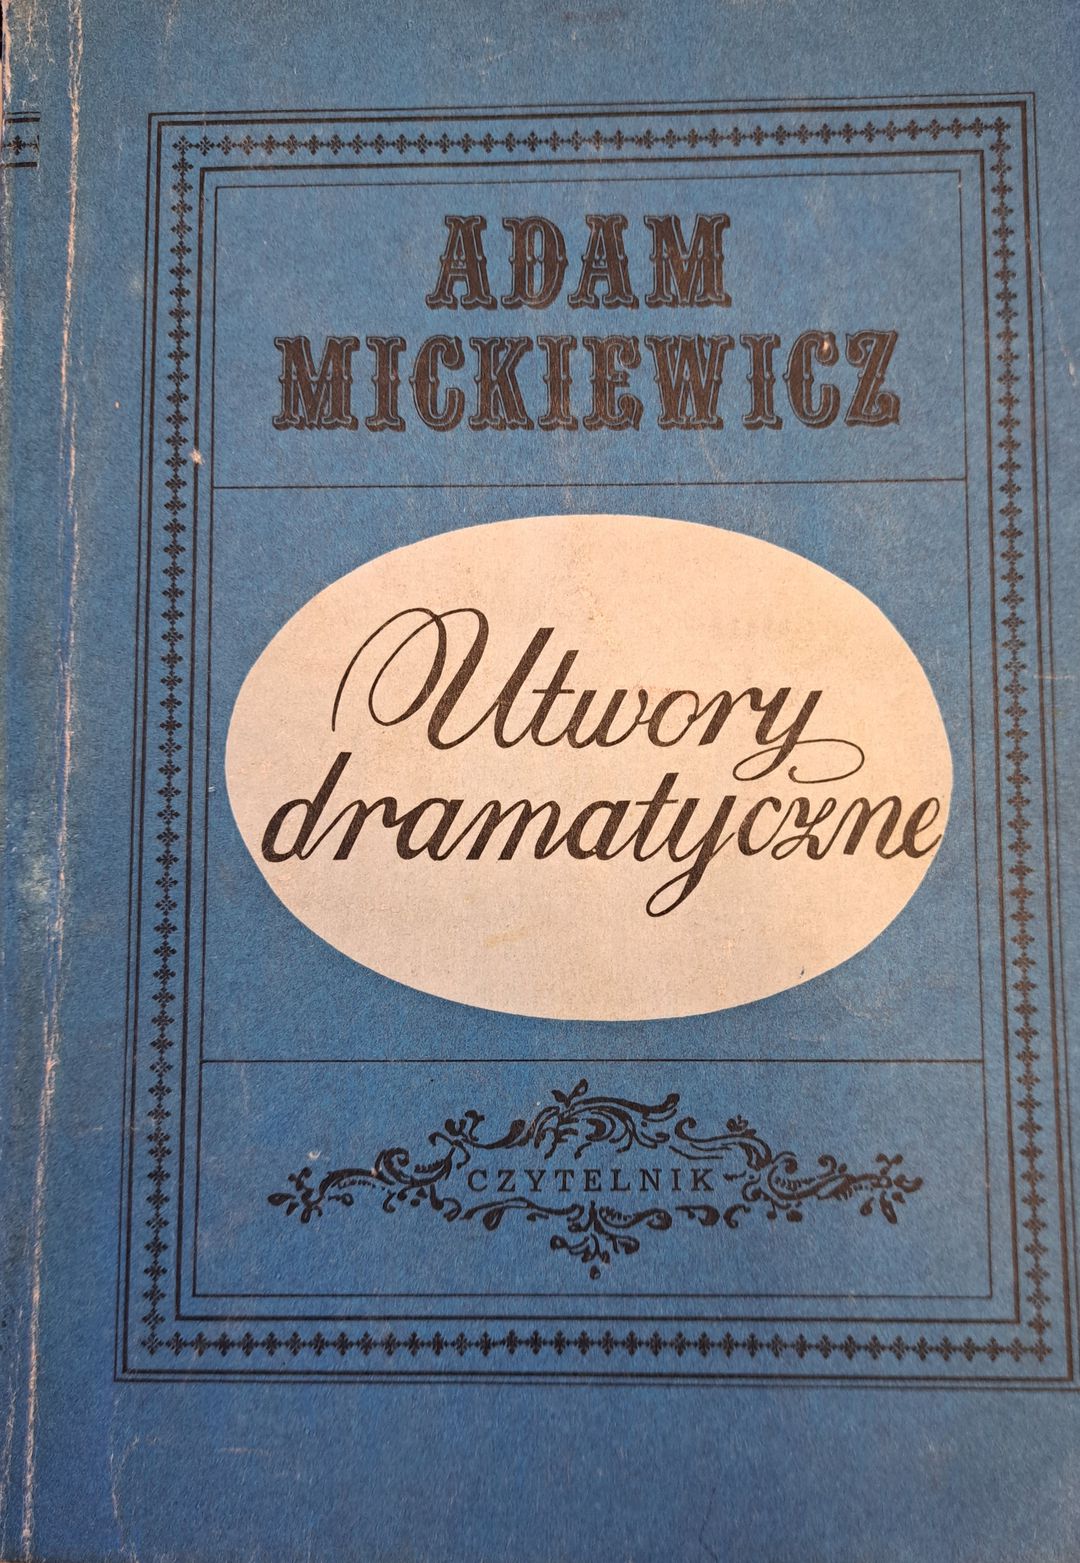 ADAM
MICKIEWICZ
Utwory
dramatyczne
CZYTELNIK